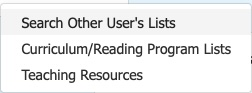 Search Other User's Lists
Curriculum/Reading Program Lists
Teaching Resources